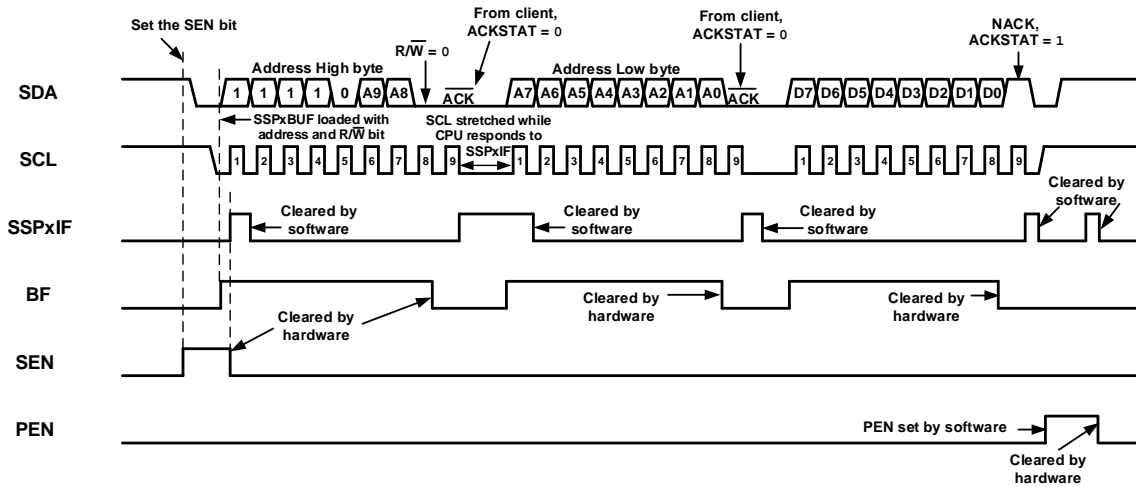 Set the SEN bit
From client,
ACKSTAT = 0
R/W = 0
From client,
ACKSTAT = 0
NACK,
ACKSTAT = 1
Address High byte
Address Low byte
SDA
1 1 1 1 0 A9 A8
ACK
A7 A6 A5 A4 A3 A2 A1 A0
ACK
D7 D6 D5 D4 D3 D2 D1 D0
SSPxBUF loaded with
address and R/W bit
SCL stretched while
CPU responds to
SSPxIF
SCL
1 2 3 4 5 6 7 8 9
1 2 3 4 5 6 7 8 9
1 2 3 4 5 6 7 8 9
SSPxIF
Cleared by
software
Cleared by
software
Cleared by
software
Cleared by
software
BF
Cleared by
hardware
Cleared by
hardware
Cleared by
hardware
SEN
PEN
PEN set by software
Cleared by
hardware